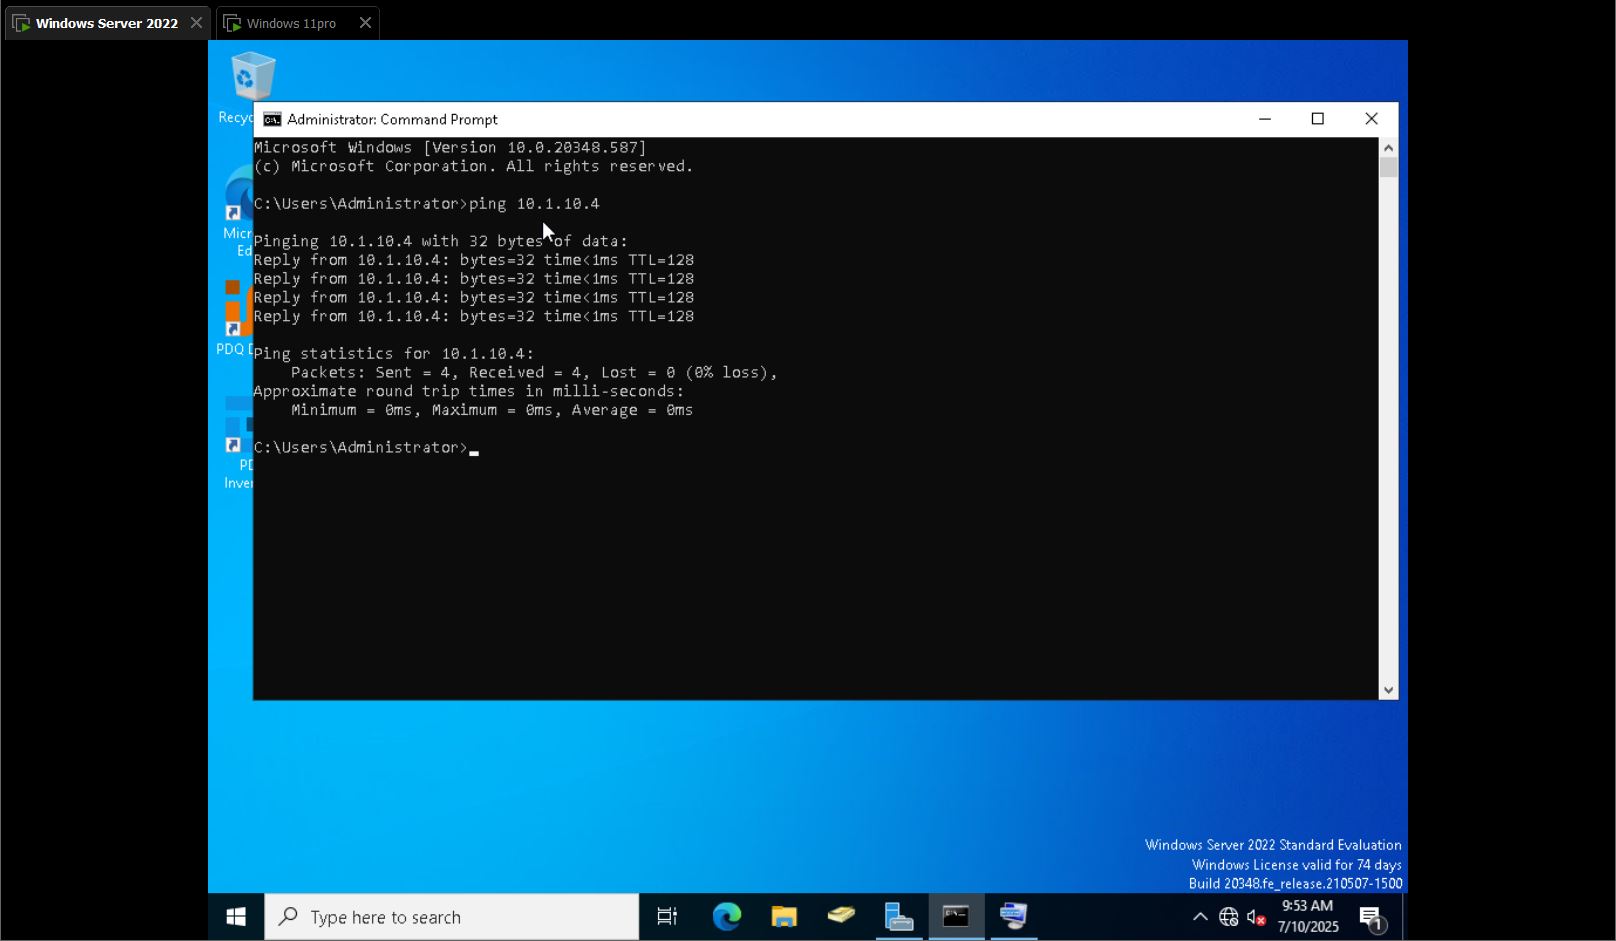 Windows Server 2022
Windows 11pro
Recyc
Administrator: Command Prompt
Microsoft Windows [Version 10.0.20348.587]
(c) Microsoft Corporation. All rights reserved.
C:\Users\Administrator>ping 10.1.10.4
Pinging 10.1.10.4 with 32 bytes of data:
Reply from 10.1.10.4: bytes=32 time<1ms TTL=128
Reply from 10.1.10.4: bytes=32 time<1ms TTL=128
Reply from 10.1.10.4: bytes=32 time<1ms TTL=128
Reply from 10.1.10.4: bytes=32 time<1ms TTL=128
Ping statistics for 10.1.10.4:
Packets: Sent = 4, Received = 4, Lost = 0 (0% loss),
Approximate round trip times in milli-seconds:
Minimum = 0ms, Maximum = 0ms, Average = 0ms
C:\Users\Administrator>
Micr
Ed
PDQ D
PD
Inver
Windows Server 2022 Standard Evaluation
Windows License valid for 74 days
Build 20348.fe_release.210507-1500
Type here to search
9:53 AM
7/10/2025
1